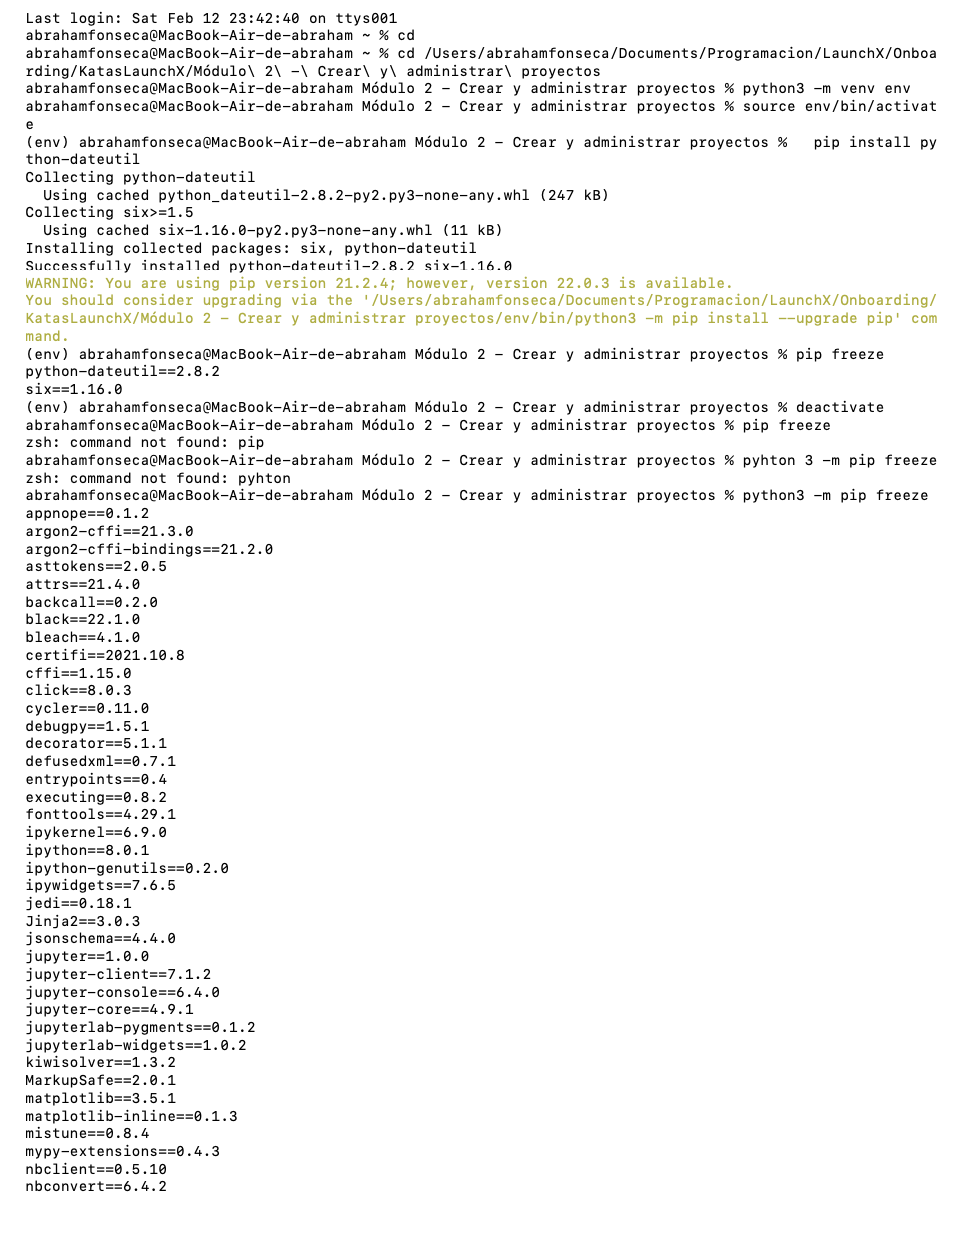 Last login: Sat Feb 12 23:42:40 on ttys001
abrahamfonseca@MacBook-Air-de-abraham ~ % cd
abrahamfonseca@MacBook-Air-de-abraham ~ % cd /Users/abrahamfonseca/Documents/Programacion/LaunchX/Onboa
rding/KatasLaunchX/Módulo\ 2\ -\ Crear\ y\ administrar\ proyectos
abrahamfonseca@MacBook-Air-de-abraham Módulo 2 - Crear y administrar proyectos % python3 -m venv env
abrahamfonseca@MacBook-Air-de-abraham Módulo 2 - Crear y administrar proyectos % source env/bin/activat
e
(env) abrahamfonseca@MacBook-Air-de-abraham Módulo 2 - Crear y administrar proyectos %   pip install py
thon-dateutil
Collecting python-dateutil
  Using cached python_dateutil-2.8.2-py2.py3-none-any.whl (247 kB)
Collecting six>=1.5
  Using cached six-1.16.0-py2.py3-none-any.whl (11 kB)
Installing collected packages: six, python-dateutil
Successfully installed python-dateutil-2.8.2 six-1.16.0
WARNING: You are using pip version 21.2.4; however, version 22.0.3 is available.
You should consider upgrading via the '/Users/abrahamfonseca/Documents/Programacion/LaunchX/Onboarding/
KatasLaunchX/Módulo 2 - Crear y administrar proyectos/env/bin/python3 -m pip install --upgrade pip' com
mand.
(env) abrahamfonseca@MacBook-Air-de-abraham Módulo 2 - Crear y administrar proyectos % pip freeze
python-dateutil==2.8.2
six==1.16.0
(env) abrahamfonseca@MacBook-Air-de-abraham Módulo 2 - Crear y administrar proyectos % deactivate
abrahamfonseca@MacBook-Air-de-abraham Módulo 2 - Crear y administrar proyectos % pip freeze
zsh: command not found: pip
abrahamfonseca@MacBook-Air-de-abraham Módulo 2 - Crear y administrar proyectos % pyhton 3 -m pip freeze
zsh: command not found: pyhton
abrahamfonseca@MacBook-Air-de-abraham Módulo 2 - Crear y administrar proyectos % python3 -m pip freeze
appnope==0.1.2
argon2-cffi==21.3.0
argon2-cffi-bindings==21.2.0
asttokens==2.0.5
attrs==21.4.0
backcall==0.2.0
black==22.1.0
bleach==4.1.0
certifi==2021.10.8
cffi==1.15.0
click==8.0.3
cycler==0.11.0
debugpy==1.5.1
decorator==5.1.1
defusedxml==0.7.1
entrypoints==0.4
executing==0.8.2
fonttools==4.29.1
ipykernel==6.9.0
ipython==8.0.1
ipython-genutils==0.2.0
ipywidgets==7.6.5
jedi==0.18.1
Jinja2==3.0.3
jsonschema==4.4.0
jupyter==1.0.0
jupyter-client==7.1.2
jupyter-console==6.4.0
jupyter-core==4.9.1
jupyterlab-pygments==0.1.2
jupyterlab-widgets==1.0.2
kiwisolver==1.3.2
MarkupSafe==2.0.1
matplotlib==3.5.1
matplotlib-inline==0.1.3
mistune==0.8.4
mypy-extensions==0.4.3
nbclient==0.5.10
nbconvert==6.4.2